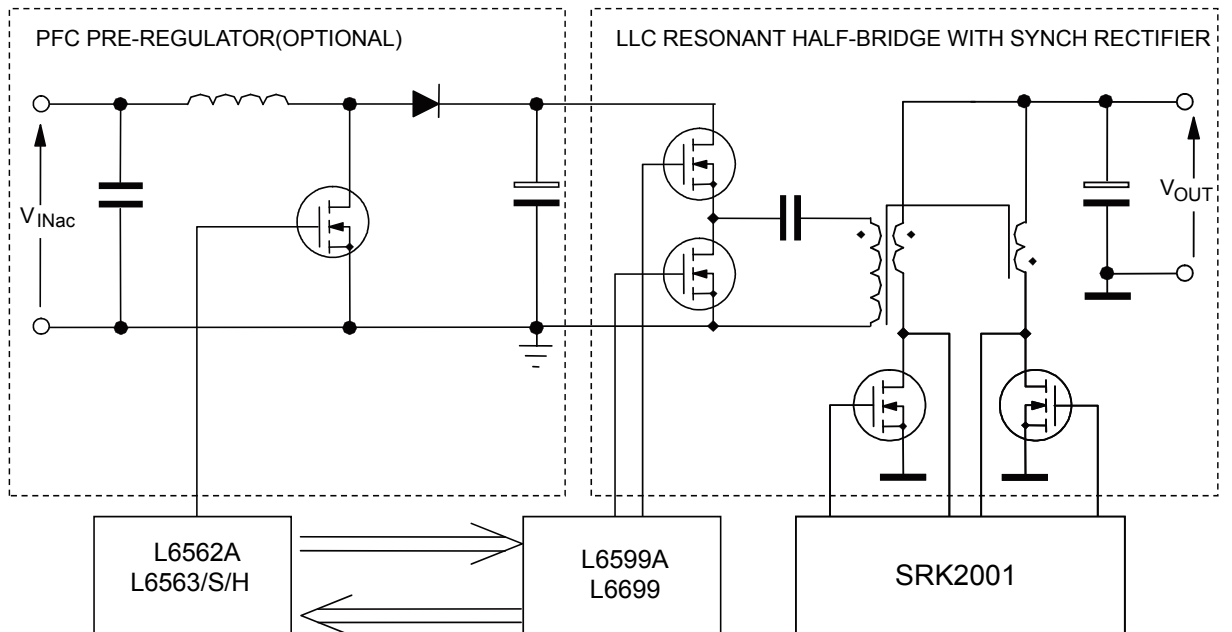 PFC PRE-REGULATOR(OPTIONAL)
LLC RESONANT HALF-BRIDGE WITH SYNCH RECTIFIER
VINac
VOUT
L6562A
L6563/S/H
L6599A
L6699
SRK2001